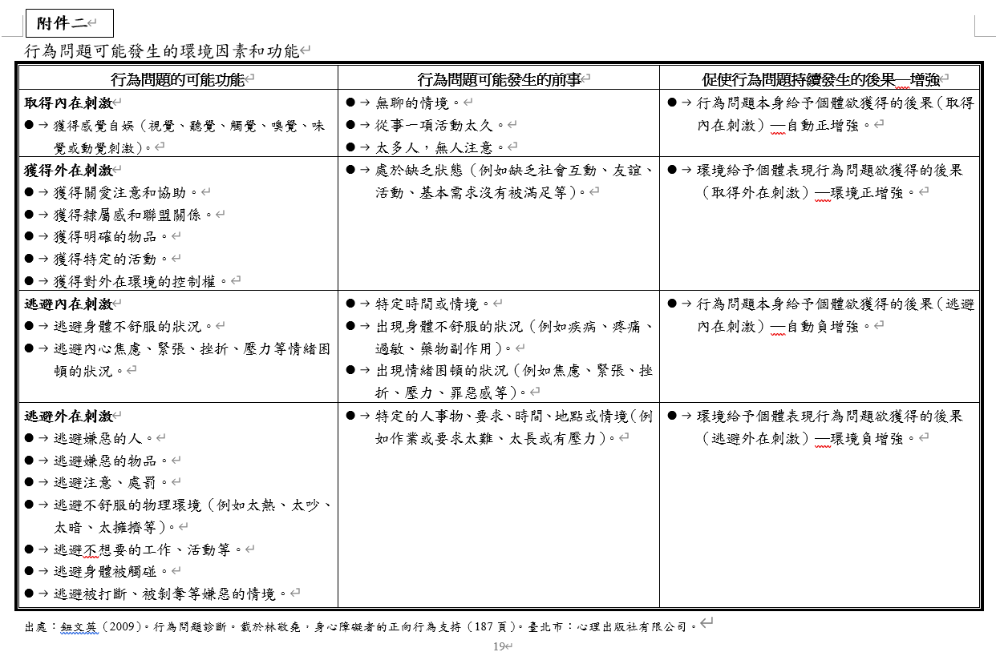 附件二
行為問題可能發生的環境因素和功能
行為問題的可能功能
行為問題可能發生的前事
促使行為問題持續發生的後果—增強
取得內在刺激
●→獲得感覺自娛（視覺、聽覺、觸覺、嗅覺、味
覺或動覺刺激）。
●→無聊的情境。
●→從事一項活動太久。
●→太多人，無人注意。
●→行為問題本身給予個體欲獲得的後果（取得
內在刺激）—自動正增強。
獲得外在刺激
●→獲得關愛注意和協助。
●→獲得隸屬感和聯盟關係。
●→獲得明確的物品。
●→獲得特定的活動。
●→獲得對外在環境的控制權。
●→處於缺乏狀態（例如缺乏社會互動、友誼、
活動、基本需求沒有被滿足等）。
●→環境給予個體表現行為問題欲獲得的後果
（取得外在刺激）—環境正增強。
逃避內在刺激
●→逃避身體不舒服的狀況。
●→逃避內心焦慮、緊張、挫折、壓力等情緒困
頓的狀況。
●→特定時間或情境。
●→出現身體不舒服的狀況（例如疾病、疼痛、
過敏、藥物副作用）。
●→出現情緒困頓的狀況（例如焦慮、緊張、挫
折、壓力、罪惡感等）。
●→行為問題本身給予個體欲獲得的後果（逃避
內在刺激）—自動負增強。
逃避外在刺激
●→逃避嫌惡的人。
●→逃避嫌惡的物品。
●→逃避注意、處罰。
●→逃避不舒服的物理環境（例如太熱、太吵、
太暗、太擁擠等）。
●→逃避不想要的工作、活動等。
●→逃避身體被觸碰。
●→逃避被打斷、被剝奪等嫌惡的情境。
●→特定的人事物、要求、時間、地點或情境（例
如作業或要求太難、太長或有壓力）。
●→環境給予個體表現行為問題欲獲得的後果
（逃避外在刺激）—環境負增強。
出處：鈕文英（2009）。行為問題診斷。載於林敬堯，身心障礙者的正向行為支持（187 頁）。臺北市：心理出版社有限公司。
19